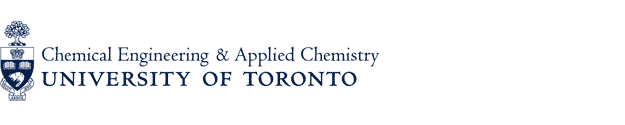 Chemical Engineering & Applied Chemistry
UNIVERSITY OF TORONTO